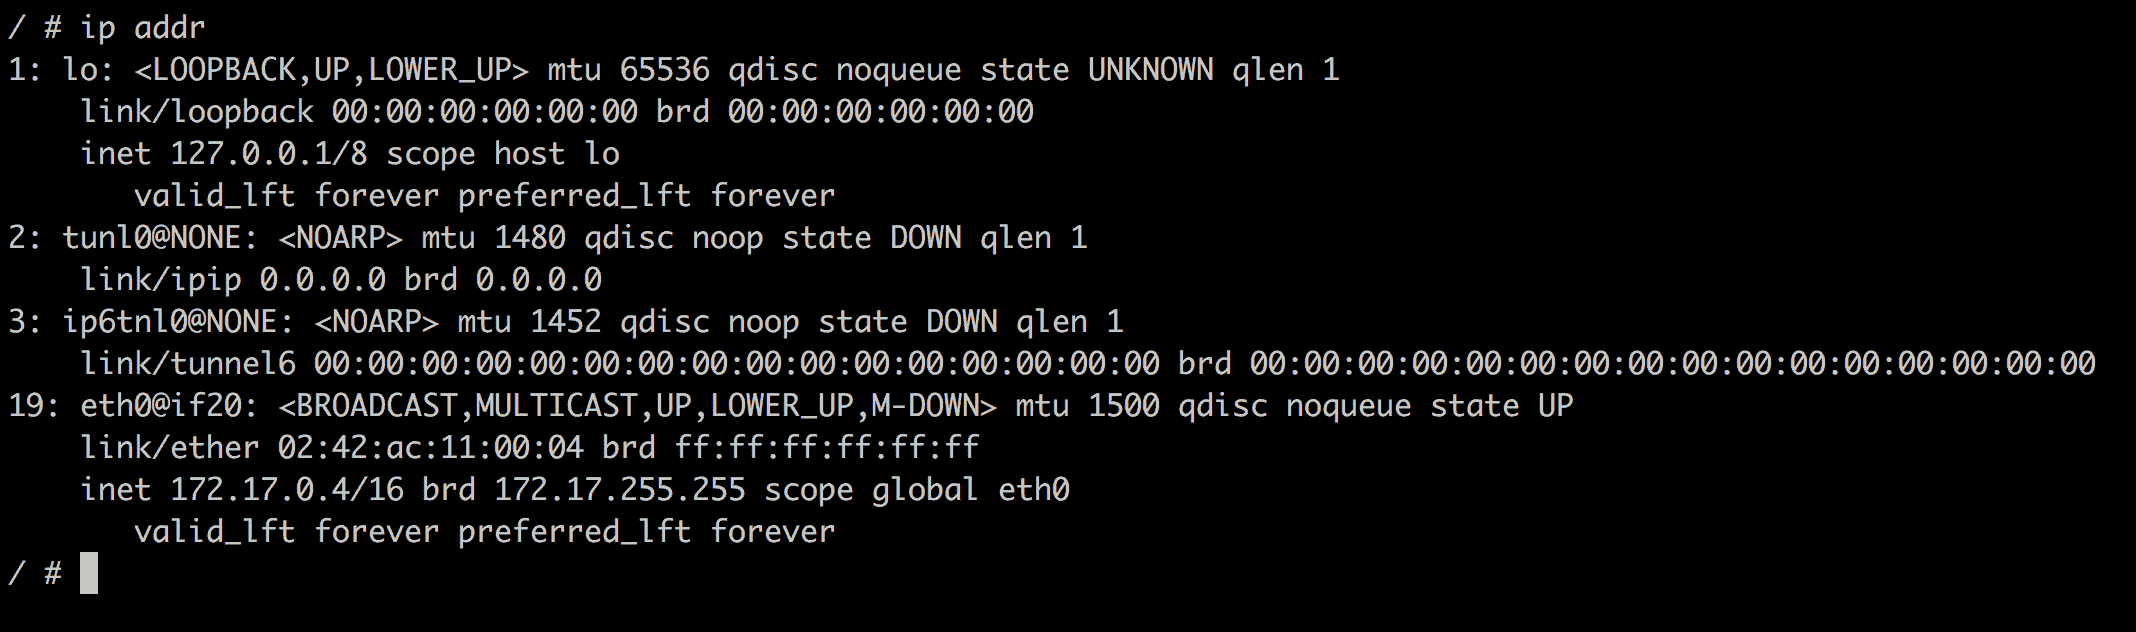 / # ip addr
1: lo: <LOOPBACK,UP,LOWER_UP> mtu 65536 qdisc noqueue state UNKNOWN qlen 1
    link/loopback 00:00:00:00:00:00 brd 00:00:00:00:00:00
    inet 127.0.0.1/8 scope host lo
       valid_lft forever preferred_lft forever
2: tunl0@NONE: <NOARP> mtu 1480 qdisc noop state DOWN qlen 1
    link/ipip 0.0.0.0 brd 0.0.0.0
3: ip6tnl0@NONE: <NOARP> mtu 1452 qdisc noop state DOWN qlen 1
    link/tunnel6 00:00:00:00:00:00:00:00:00:00:00:00:00:00:00:00 brd 00:00:00:00:00:00:00:00:00:00:00:00:00:00:00:00
19: eth0@if20: <BROADCAST,MULTICAST,UP,LOWER_UP,M-DOWN> mtu 1500 qdisc noqueue state UP
    link/ether 02:42:ac:11:00:04 brd ff:ff:ff:ff:ff:ff
    inet 172.17.0.4/16 brd 172.17.255.255 scope global eth0
       valid_lft forever preferred_lft forever
/ #